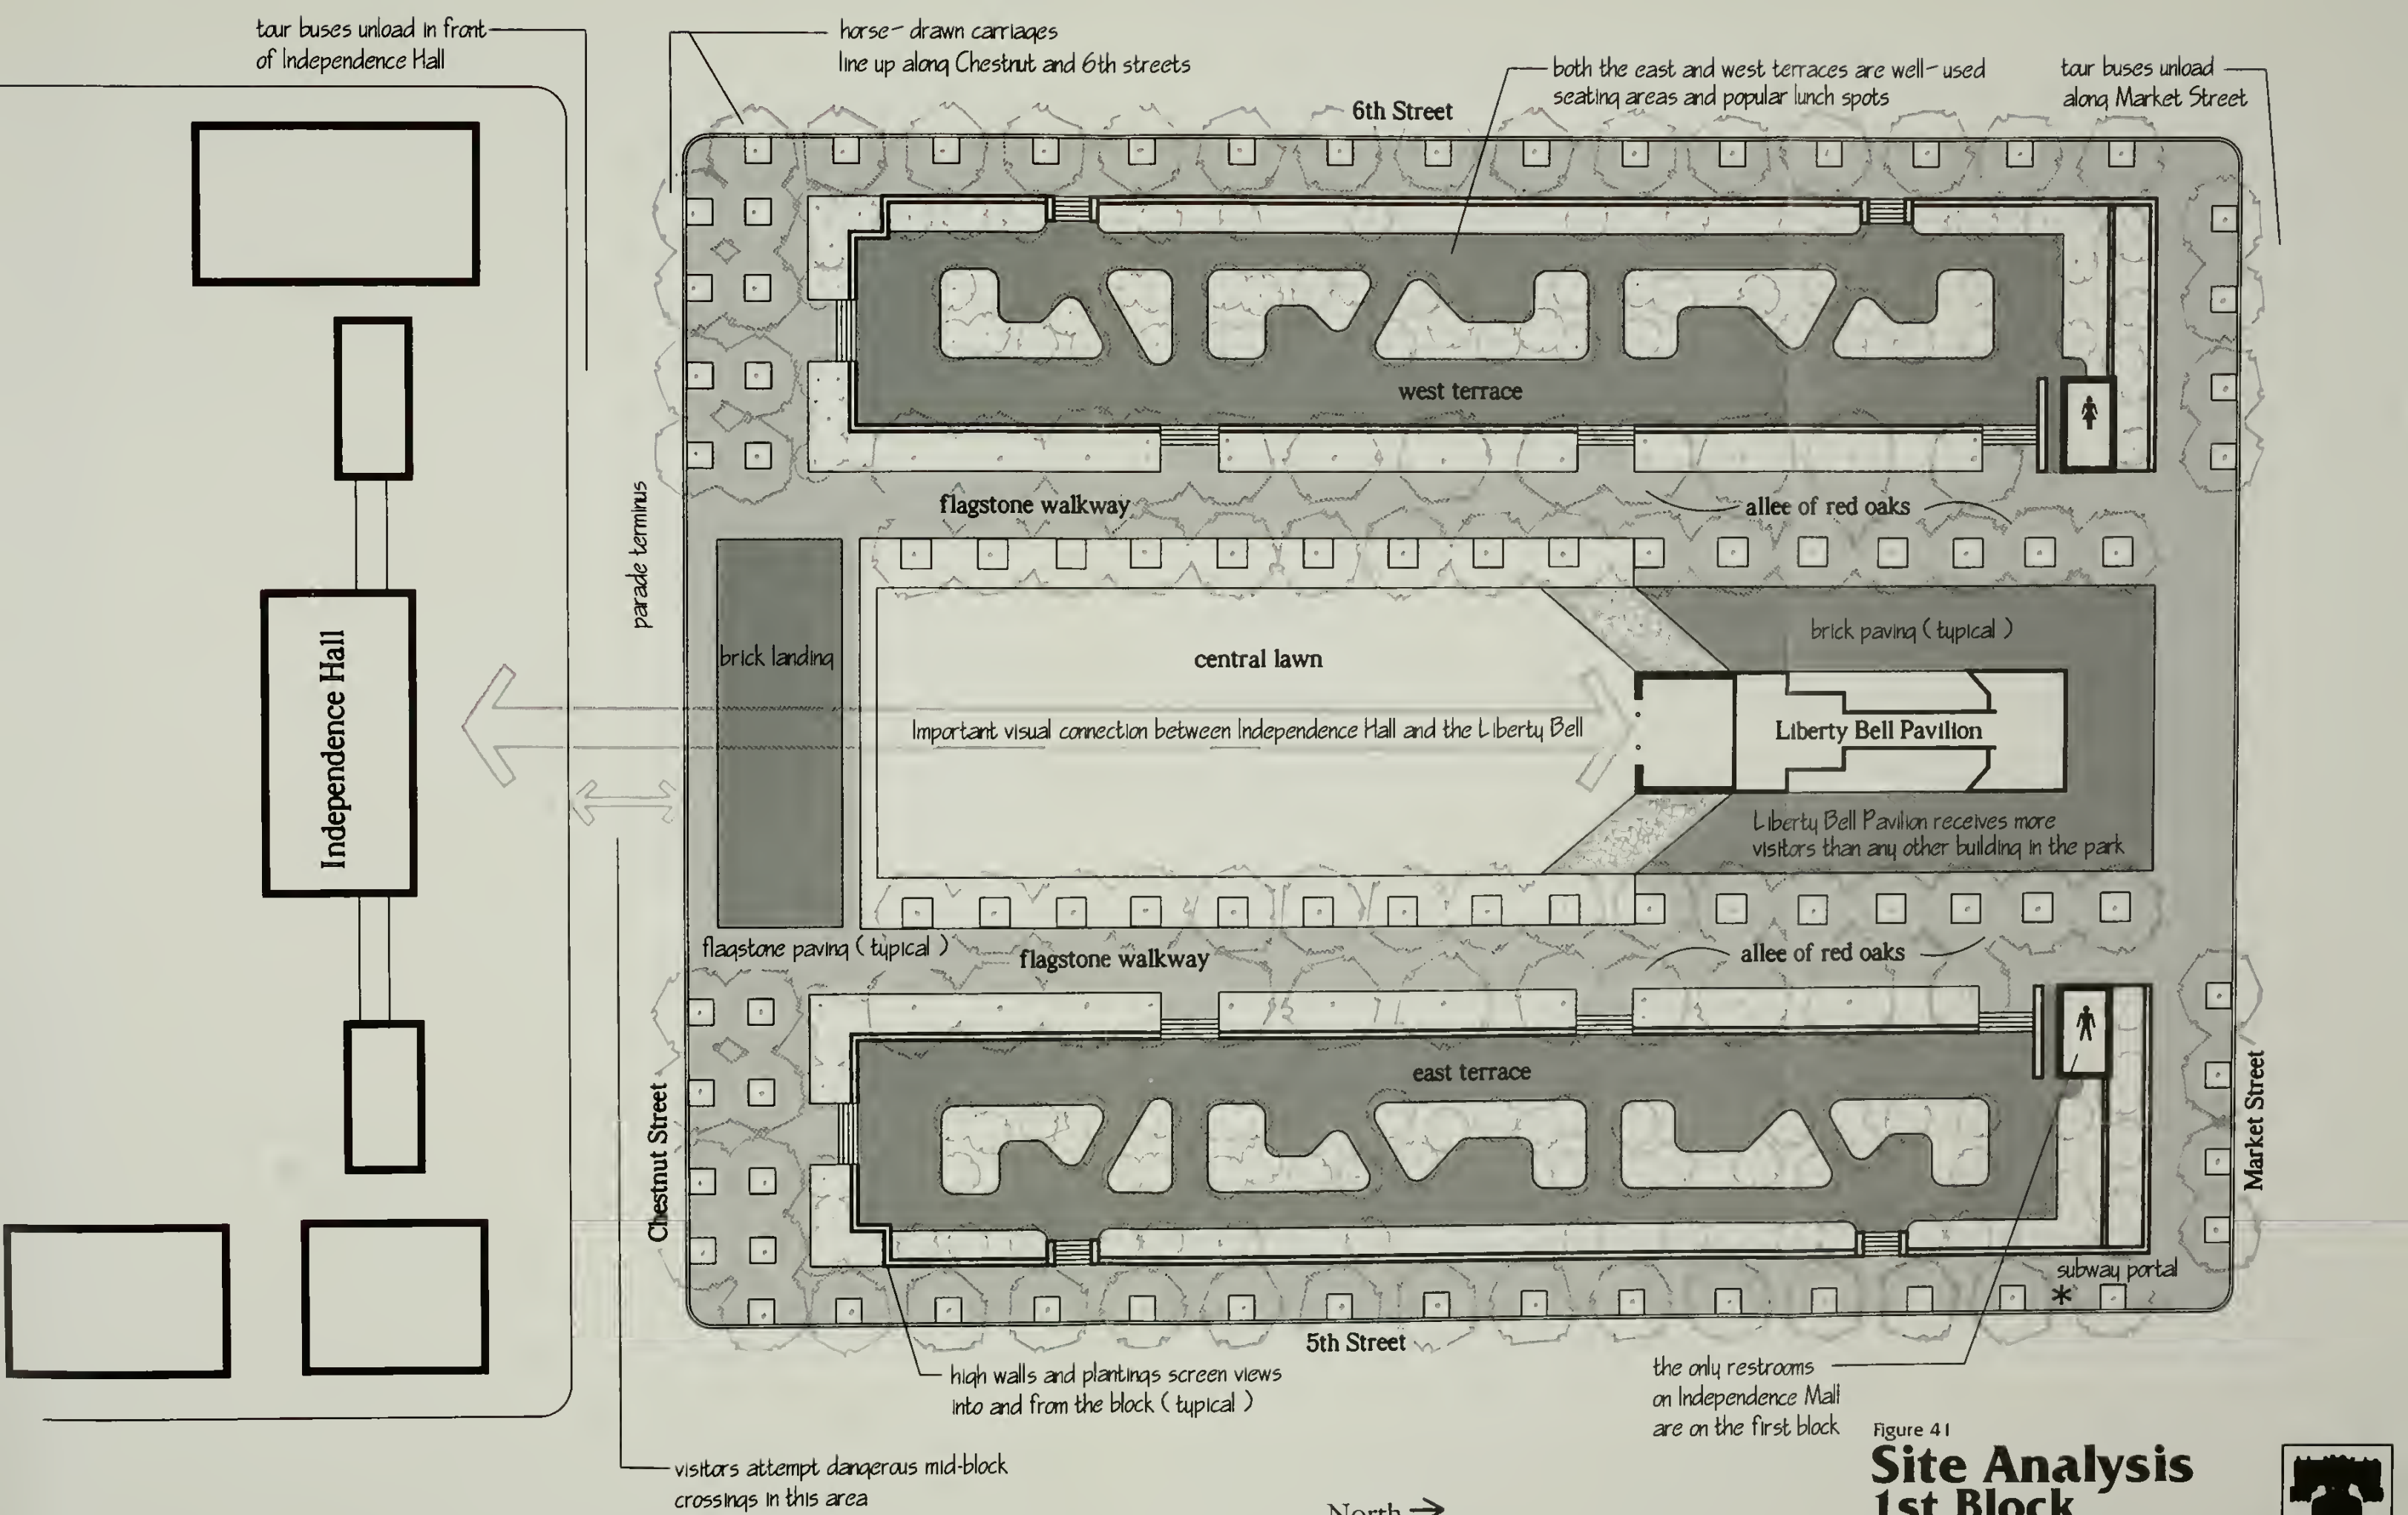 tour buses unload in front
of Independence Hall
horse-drawn carriages
line up along Chestnut and 6th streets
both the east and west terraces are well-used
seating areas and popular lunch spots
tour buses unload
along Market Street
6th Street
west terrace
flagstone walkway
allee of red oaks
parade terminus
brick landing
central lawn
brick paving (typical)
Independence Hall
Important visual connection between Independence Hall and the Liberty Bell
Liberty Bell Pavilion
Liberty Bell Pavilion receives more
visitors than any other building in the park
flagstone paving (typical)
flagstone walkway
allee of red oaks
east terrace
Chestnut Street
Market Street
subway portal
*
5th Street
high walls and plantings screen views
into and from the block (typical)
the only restrooms
on Independence Mall
are on the first block
visitors attempt dangerous mid-block
crossings in this area
North →
Figure 41
Site Analysis
1st Block